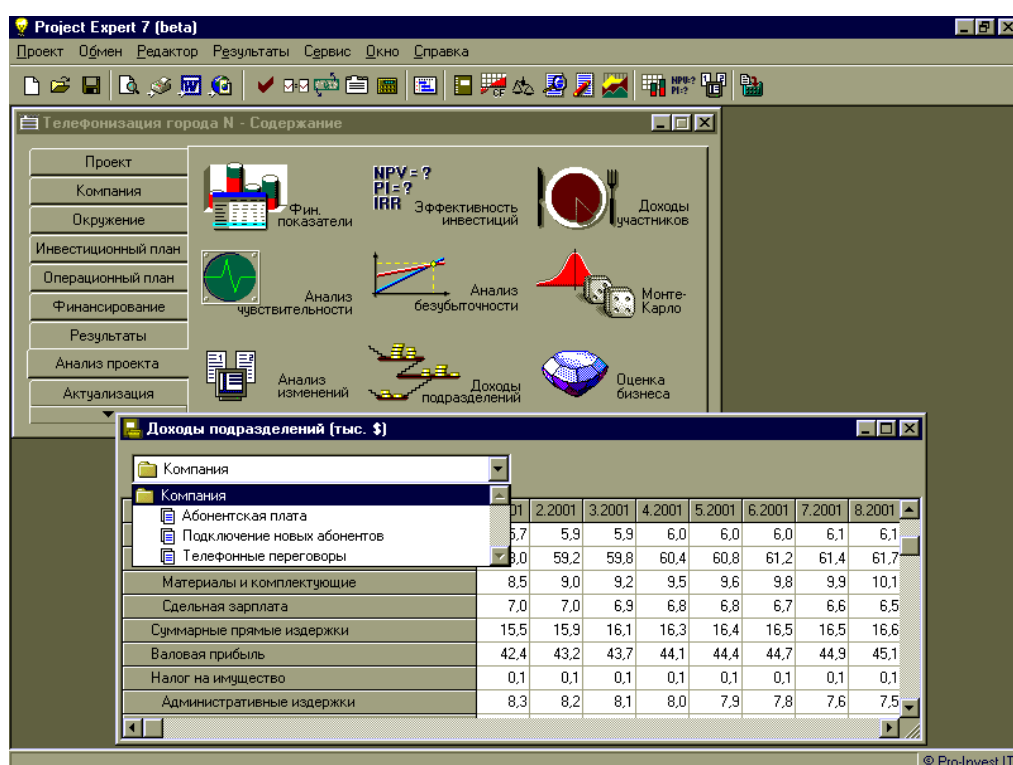 Project Expert 7 (beta)
Проект Обмен Редактор Результаты Сервис Окно Справка
CF NPV:? PI:?
Телефонизация города N - Содержание
Проект
Компания
Окружение
Инвестиционный план
Операционный план
Финансирование
Результаты
Анализ проекта
Актуализация
Фин. показатели
NPV = ?
PI = ?
IRR
Эффективность инвестиций
Доходы участников
Анализ чувствительности
Анализ безубыточности
Монте-Карло
1 2
Анализ изменений
Доходы подразделений
Оценка бизнеса
Доходы подразделений (тыс. $)
Компания
Компания
Абонентская плата
Подключение новых абонентов
Телефонные переговоры
01 2.2001 3.2001 4.2001 5.2001 6.2001 7.2001 8.2001
5,7 5,9 5,9 6,0 6,0 6,0 6,1 6,1
8,0 59,2 59,8 60,4 60,8 61,2 61,4 61,7
Материалы и комплектующие 8,5 9,0 9,2 9,5 9,6 9,8 9,9 10,1
Сдельная зарплата 7,0 7,0 6,9 6,8 6,8 6,7 6,6 6,5
Суммарные прямые издержки 15,5 15,9 16,1 16,3 16,4 16,5 16,5 16,6
Валовая прибыль 42,4 43,2 43,7 44,1 44,4 44,7 44,9 45,1
Налог на имущество 0,1 0,1 0,1 0,1 0,1 0,1 0,1 0,1
Административные издержки 8,3 8,2 8,1 8,0 7,9 7,8 7,6 7,5
© Pro-Invest IT